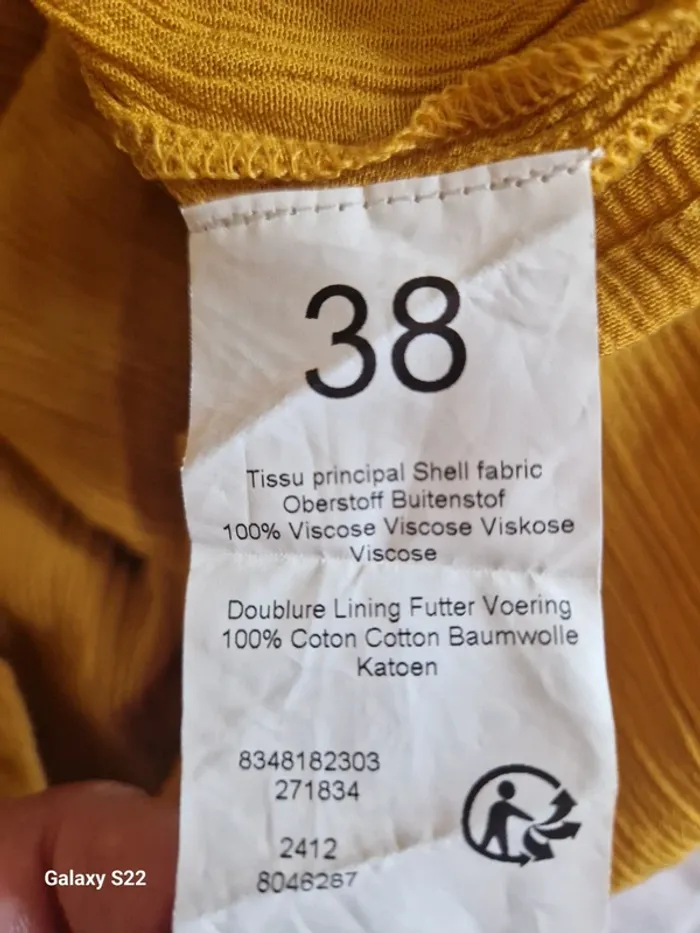 38
Tissu principal Shell fabric
Oberstoff Buitenstof
100% Viscose Viscose Viskose
Viscose
Doublure Lining Futter Voering
100% Coton Cotton Baumwolle
Katoen
8348182303
271834
2412
8046287
Galaxy S22